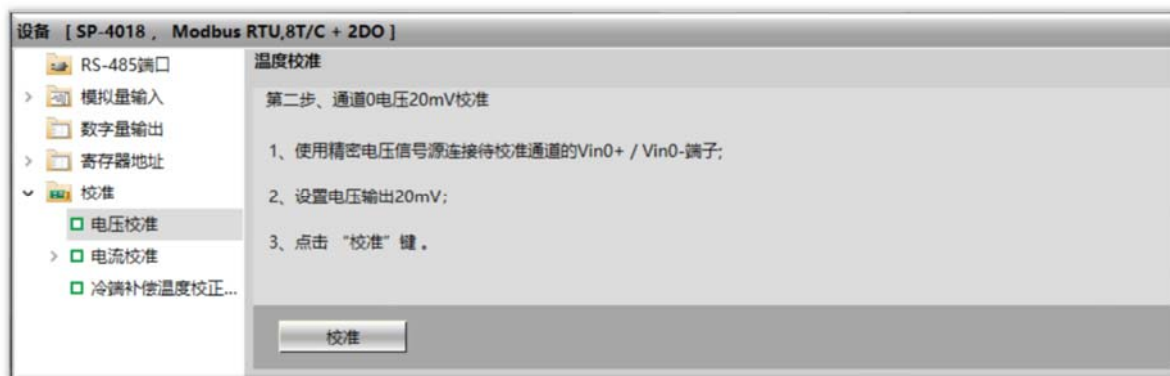 设备 [ SP-4018 , Modbus RTU,8T/C + 2DO ]
RS-485端口
模拟量输入
数字量输出
寄存器地址
校准
电压校准
电流校准
冷端补偿温度校正...
温度校准
第二步、通道0电压20mV校准
1、使用精密电压信号源连接待校准通道的Vin0+ / Vin0-端子;
2、设置电压输出20mV;
3、点击 “校准” 键 。
校准